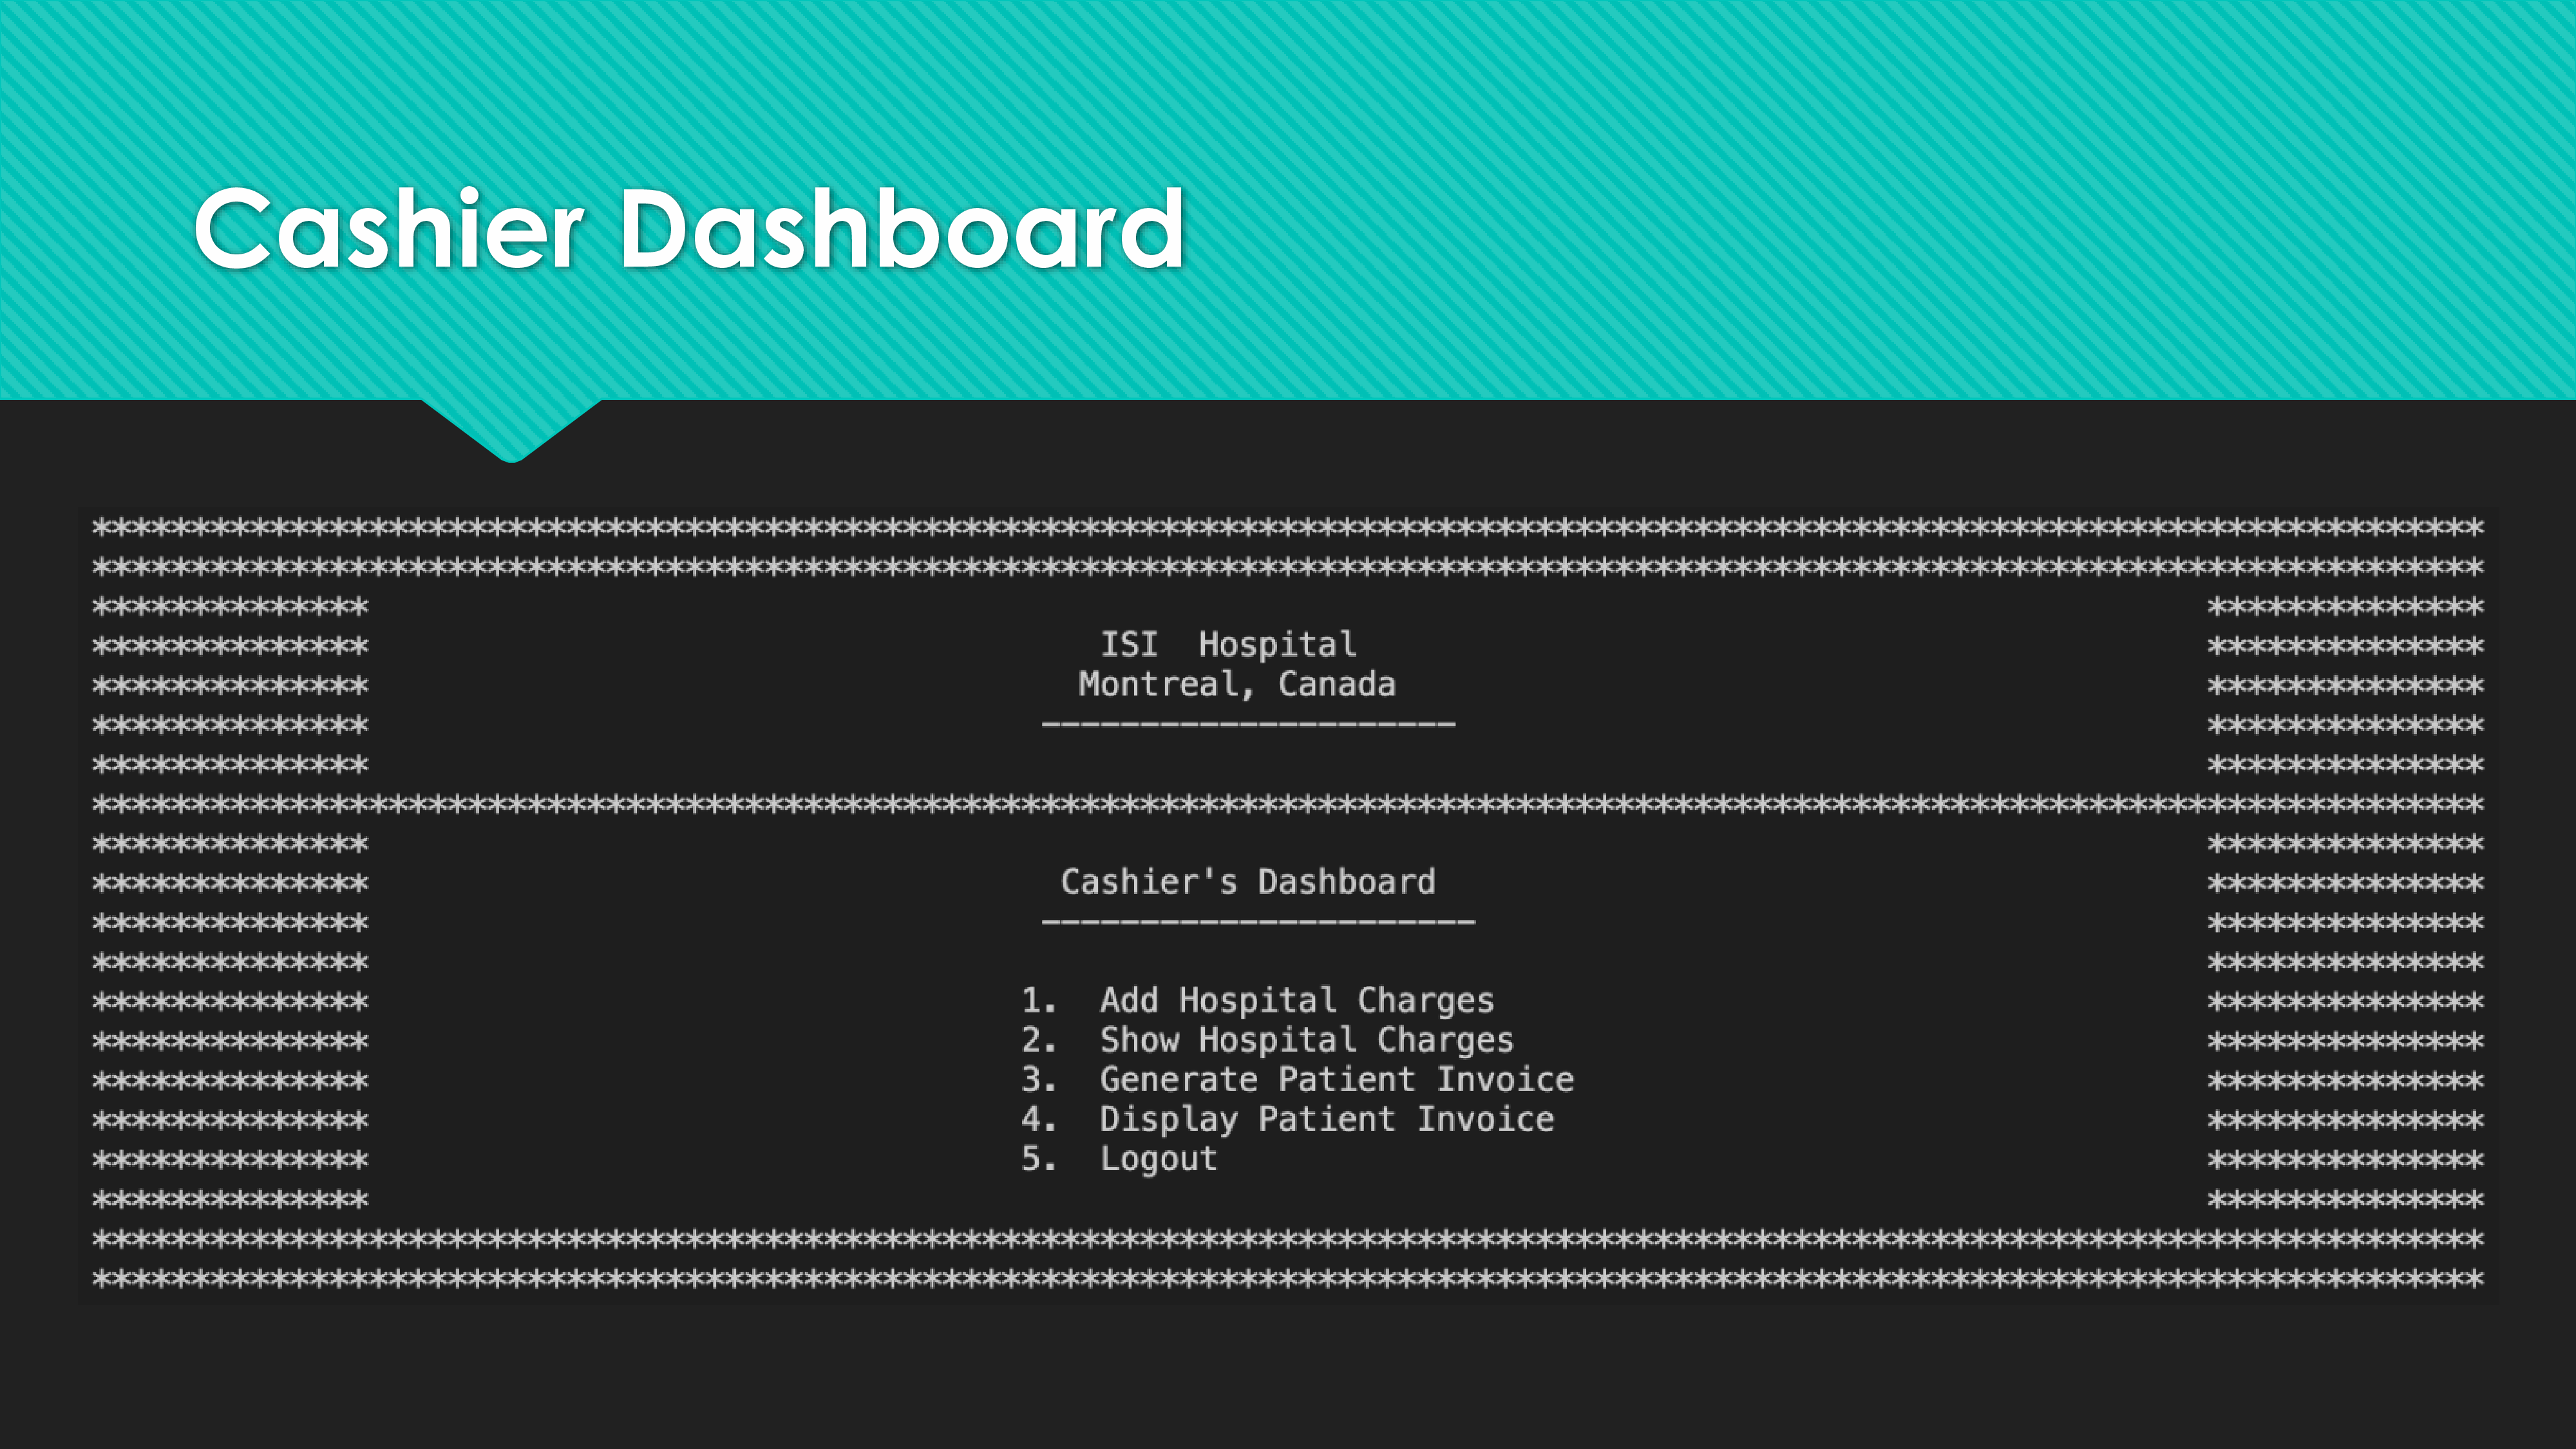 Cashier Dashboard
*************************************************************************************************************************
*************************************************************************************************************************
************** **************
************** ISI  Hospital **************
************** Montreal, Canada **************
************** --------------------- **************
************** **************
*************************************************************************************************************************
************** **************
************** Cashier's Dashboard **************
************** ---------------------- **************
************** **************
************** 1.  Add Hospital Charges **************
************** 2.  Show Hospital Charges **************
************** 3.  Generate Patient Invoice **************
************** 4.  Display Patient Invoice **************
************** 5.  Logout **************
************** **************
*************************************************************************************************************************
*************************************************************************************************************************